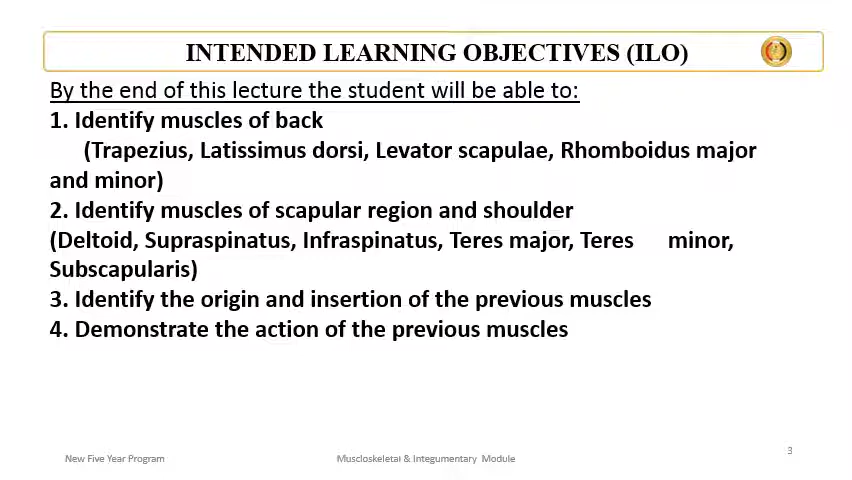 INTENDED LEARNING OBJECTIVES (ILO)
By the end of this lecture the student will be able to:
1. Identify muscles of back
(Trapezius, Latissimus dorsi, Levator scapulae, Rhomboidus major
and minor)
2. Identify muscles of scapular region and shoulder
(Deltoid, Supraspinatus, Infraspinatus, Teres major, Teres minor,
Subscapularis)
3. Identify the origin and insertion of the previous muscles
4. Demonstrate the action of the previous muscles
New Five Year Program
Muscloskeletal & Integumentary Module
3